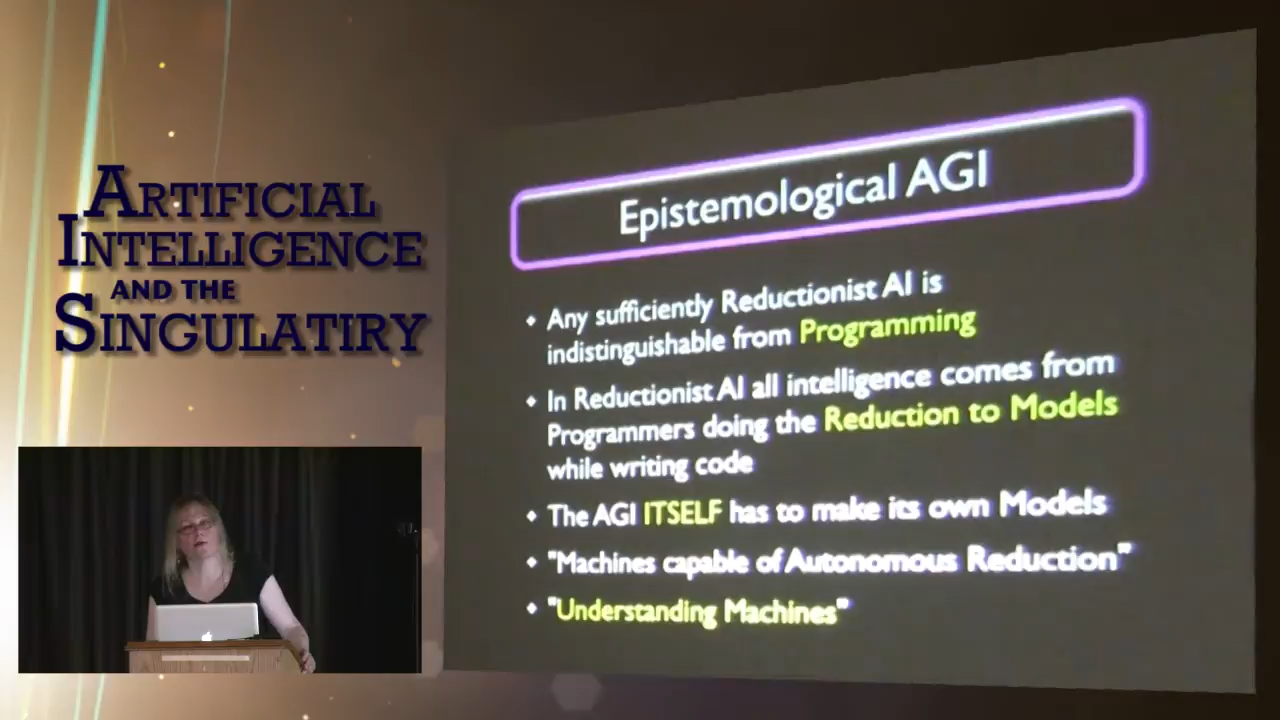 ARTIFICIAL
INTELLIGENCE
AND THE
SINGULATIRY
Epistemological AGI
Any sufficiently Reductionist AI is
indistinguishable from Programming
In Reductionist AI all intelligence comes from
Programmers doing the Reduction to Models
while writing code
The AGI ITSELF has to make its own Models
"Machines capable of Autonomous Reduction"
"Understanding Machines"